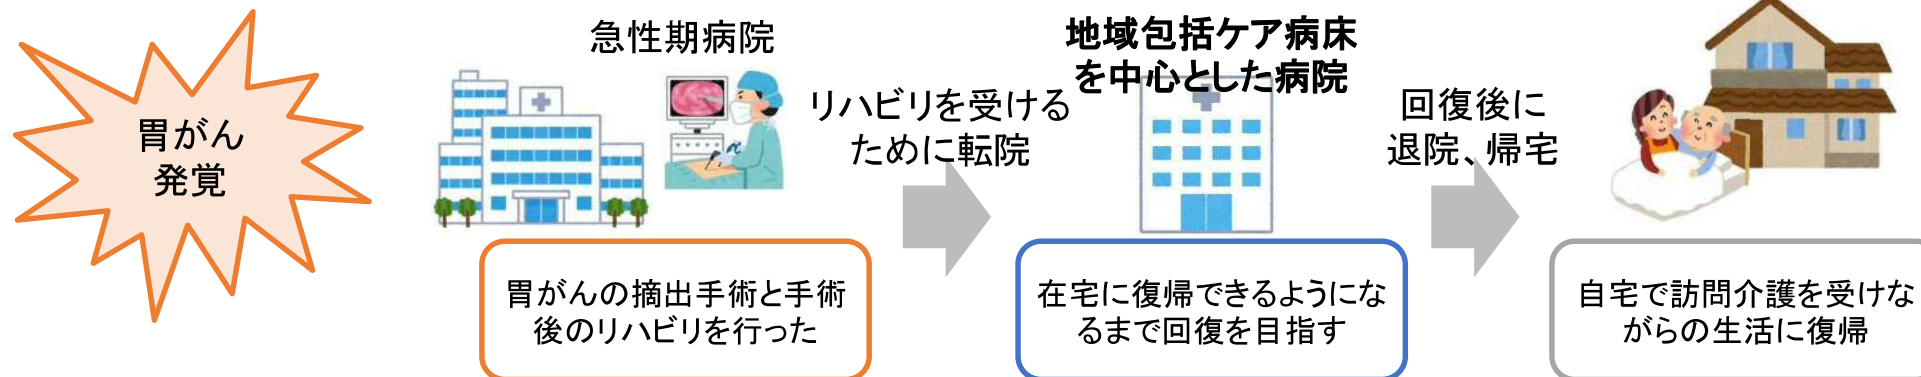 胃がん
発覚
急性期病院
胃がんの摘出手術と手術
後のリハビリを行った
リハビリを受ける
ために転院
地域包括ケア病床
を中心とした病院
在宅に復帰できるようにな
るまで回復を目指す
回復後に
退院、帰宅
自宅で訪問介護を受けな
がらの生活に復帰